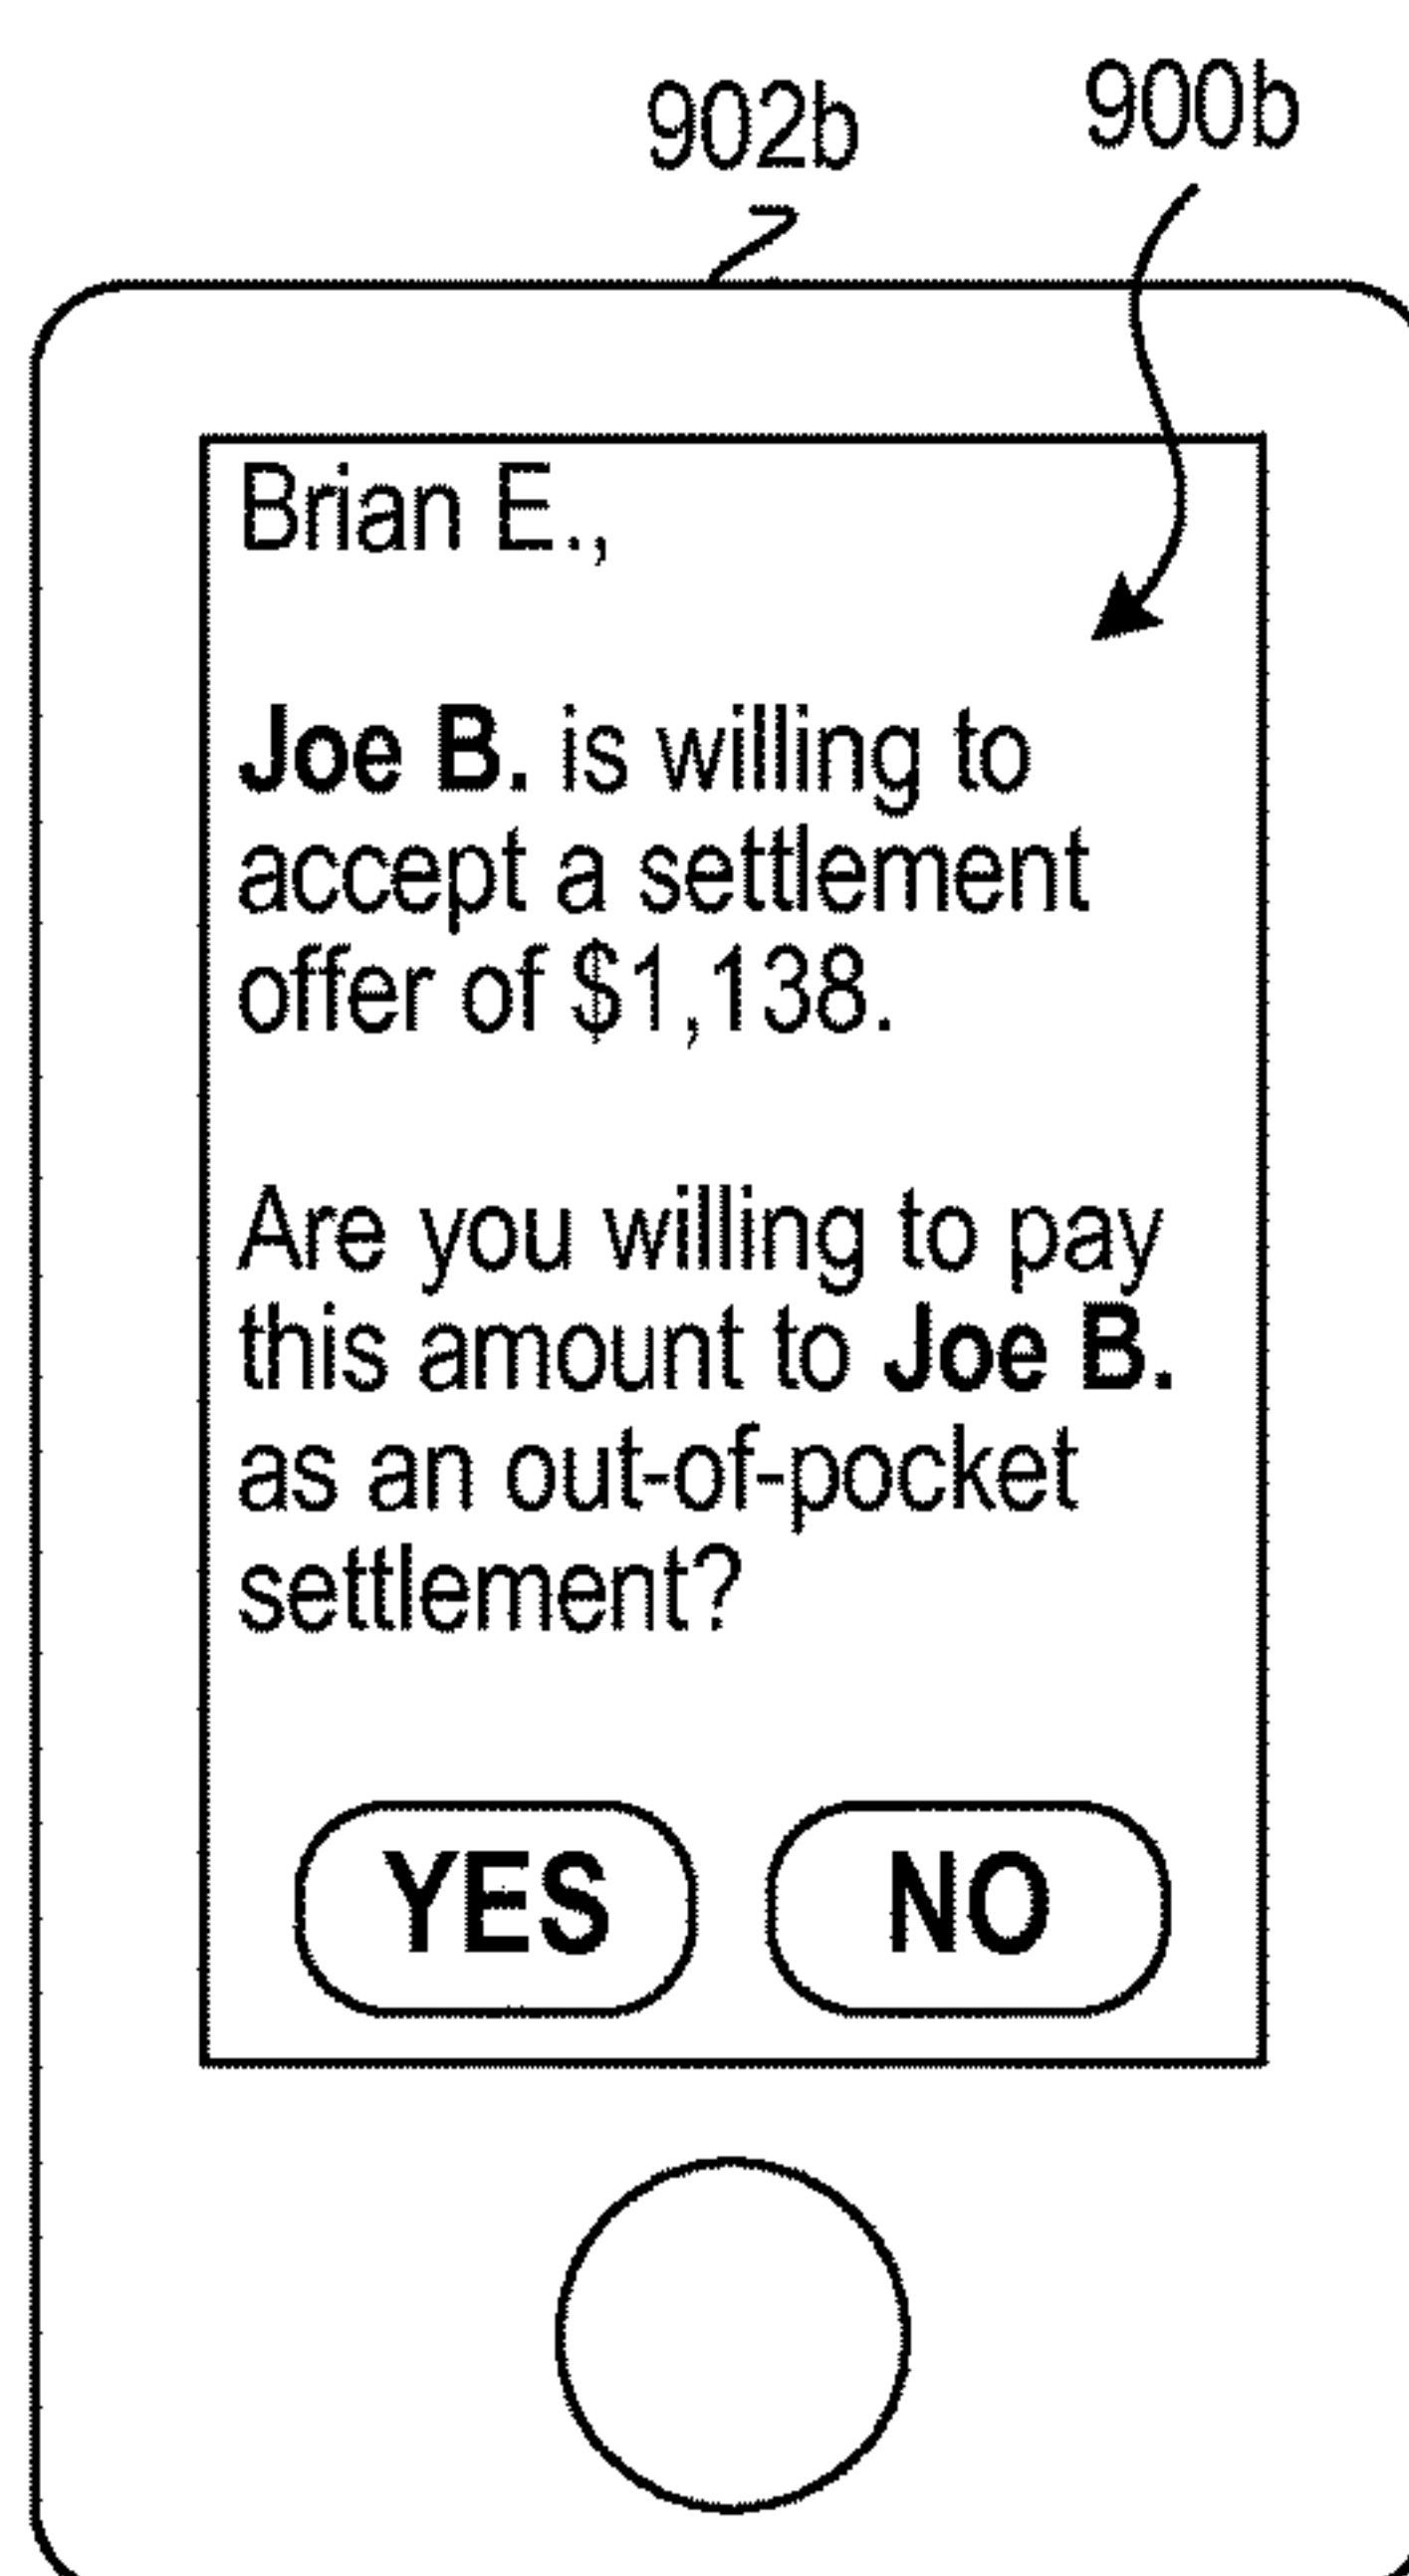 902b
900b
Brian E.,
Joe B. is willing to
accept a settlement
offer of $1,138.
Are you willing to pay
this amount to Joe B.
as an out-of-pocket
settlement?
YES
NO